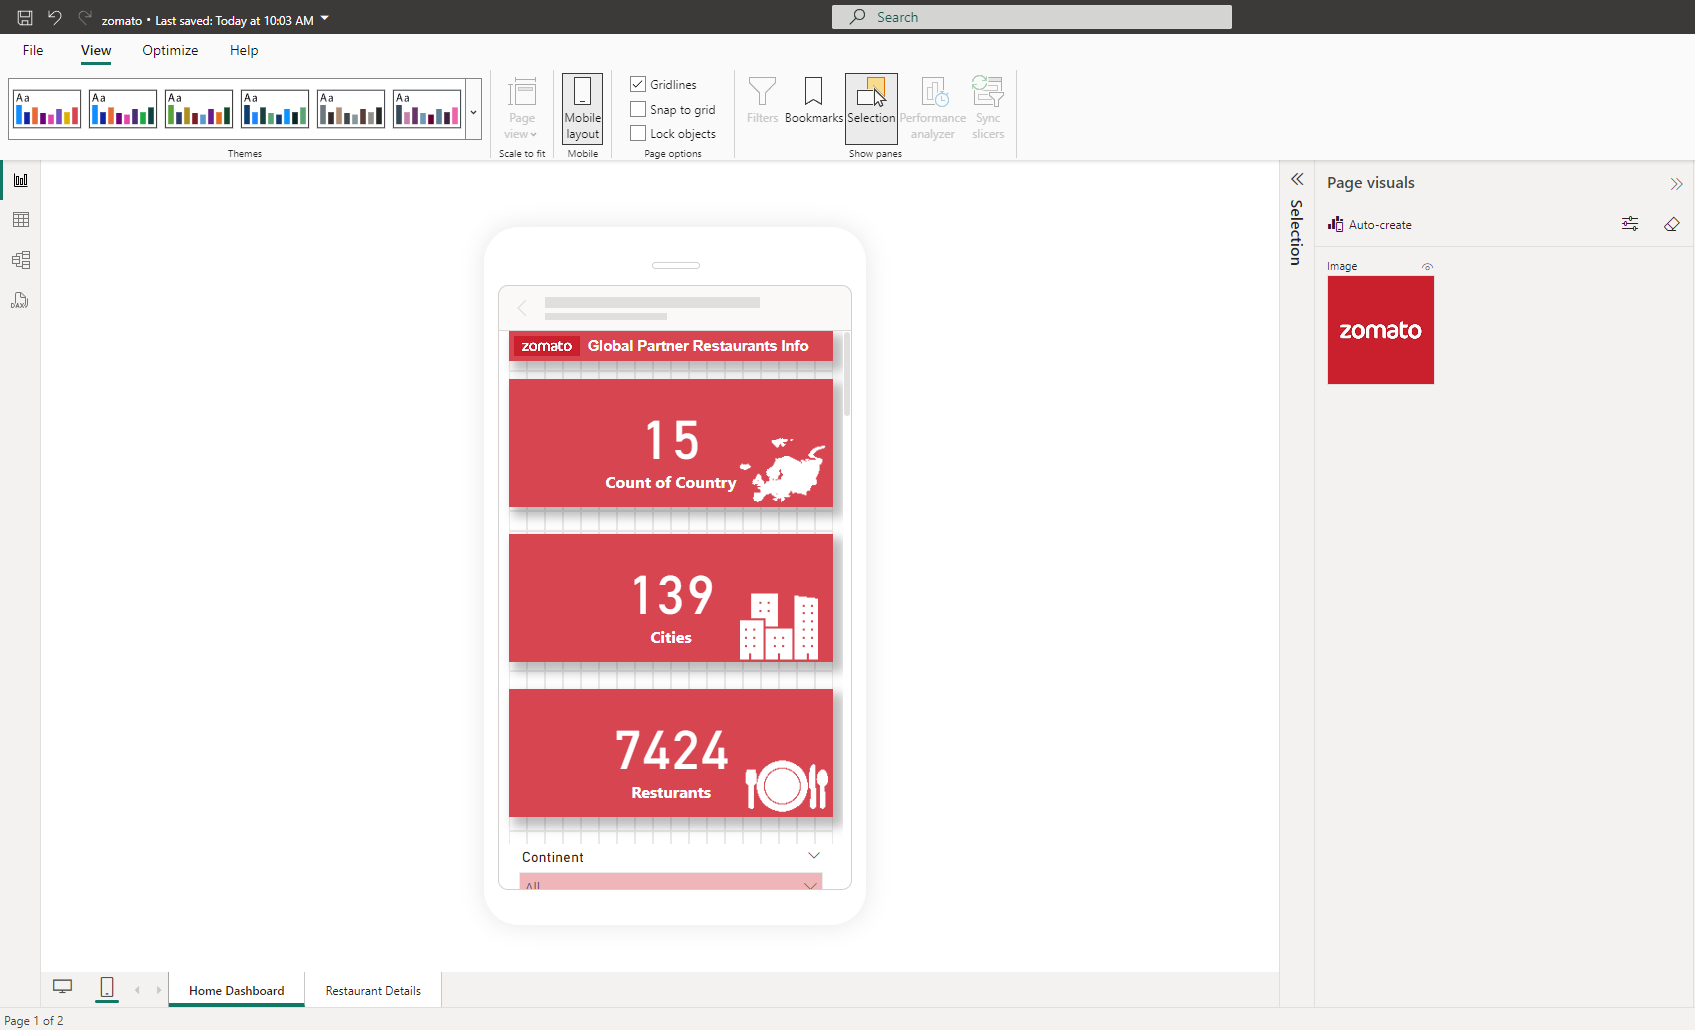 zomato • Last saved: Today at 10:03 AM
Search
File View Optimize Help
Aa Aa Aa Aa Aa Aa
Themes
Page view
Scale to fit
Mobile layout
Mobile
Gridlines
Snap to grid
Lock objects
Page options
Filters
Bookmarks
Selection
Performance analyzer
Sync slicers
Show panes
DAX
zomato Global Partner Restaurants Info
15
Count of Country
139
Cities
7424
Resturants
Continent
All
Selection
Page visuals
Auto-create
Image
zomato
Home Dashboard
Restaurant Details
Page 1 of 2